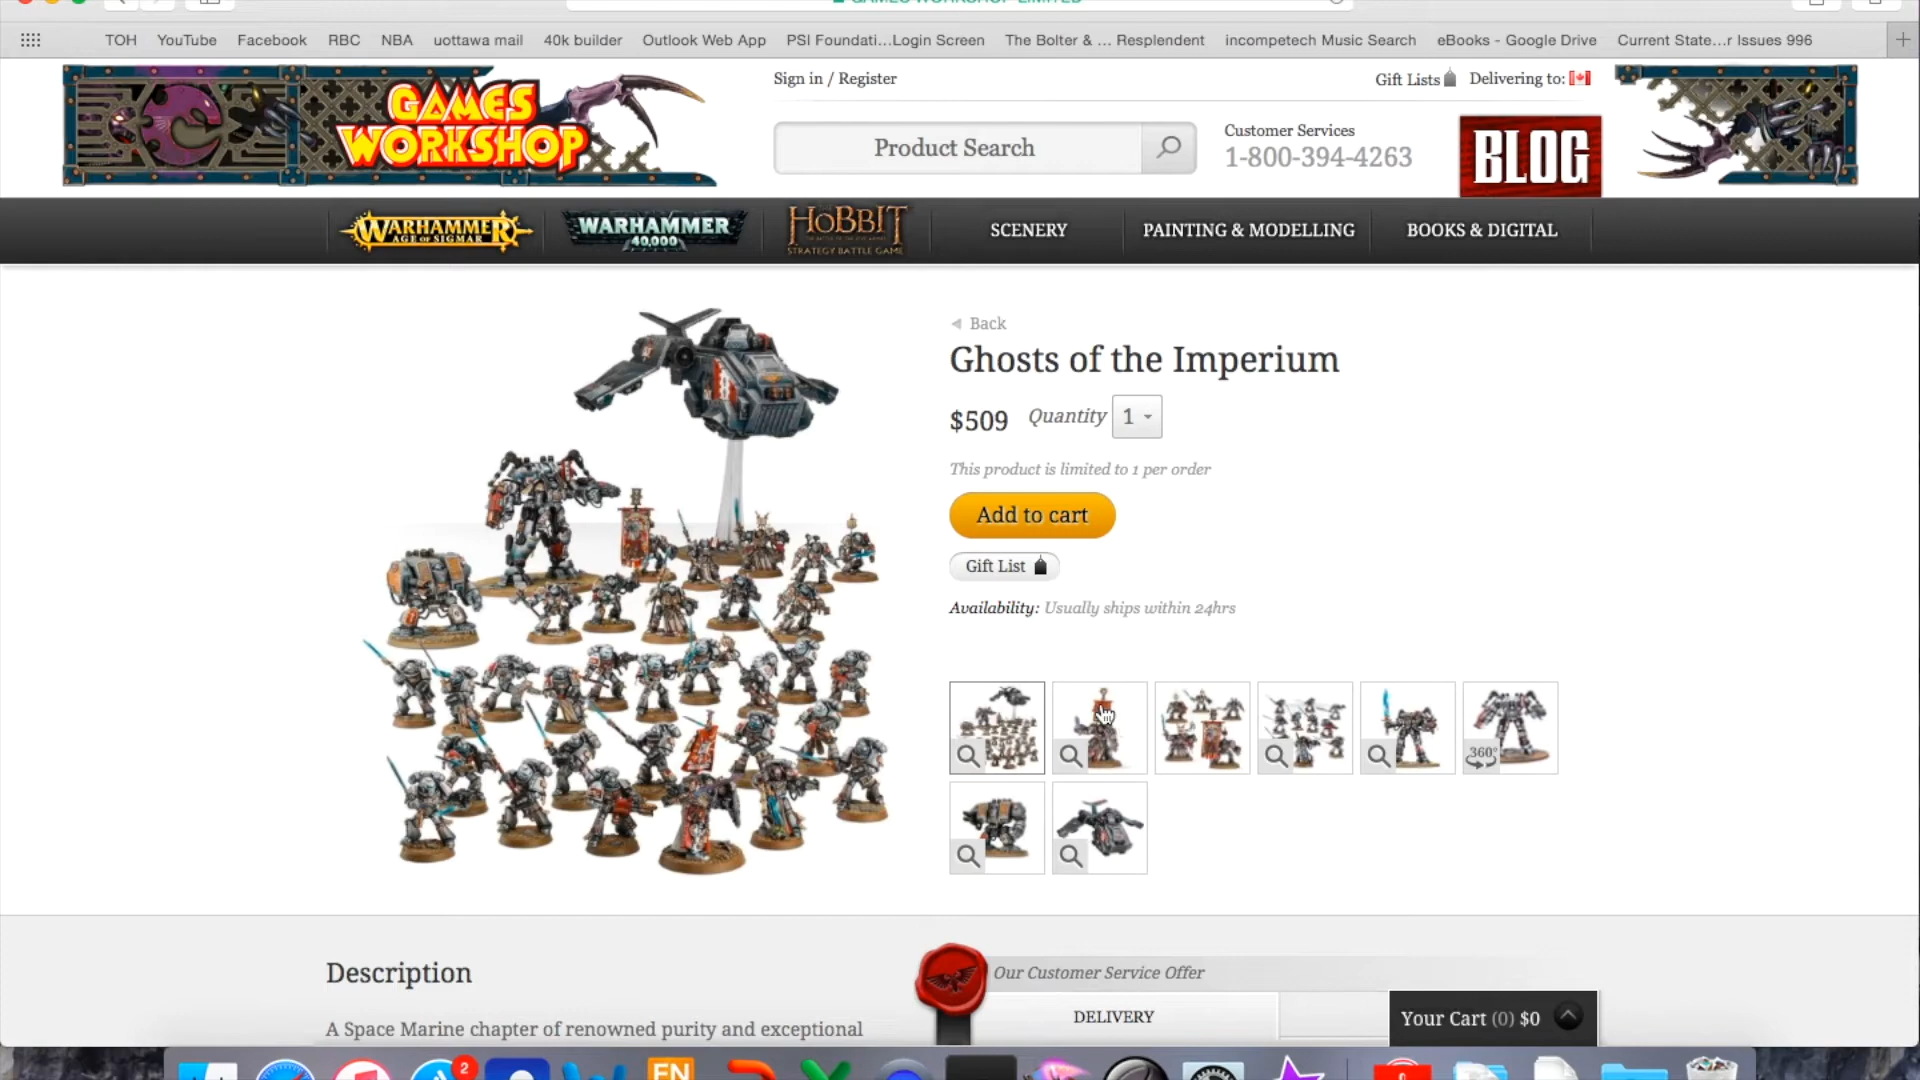 GAMES WORKSHOP LIMITED
TOH YouTube Facebook RBC NBA uottawa mail 40k builder Outlook Web App PSI Foundati...Login Screen The Bolter & ... Resplendent incompetech Music Search eBooks - Google Drive Current State...r Issues 996
Sign in / Register
Gift Lists
Delivering to:
GAMES WORKSHOP
Product Search
Customer Services
1-800-394-4263
BLOG
WARHAMMER
AGE OF SIGMAR
WARHAMMER
40,000
HOBBIT
STRATEGY BATTLE GAME
SCENERY
PAINTING & MODELLING
BOOKS & DIGITAL
Back
Ghosts of the Imperium
$509 Quantity 1
This product is limited to 1 per order
Add to cart
Gift List
Availability: Usually ships within 24hrs
360°
Description
Our Customer Service Offer
DELIVERY
Your Cart (0) $0
A Space Marine chapter of renowned purity and exceptional
2
EN